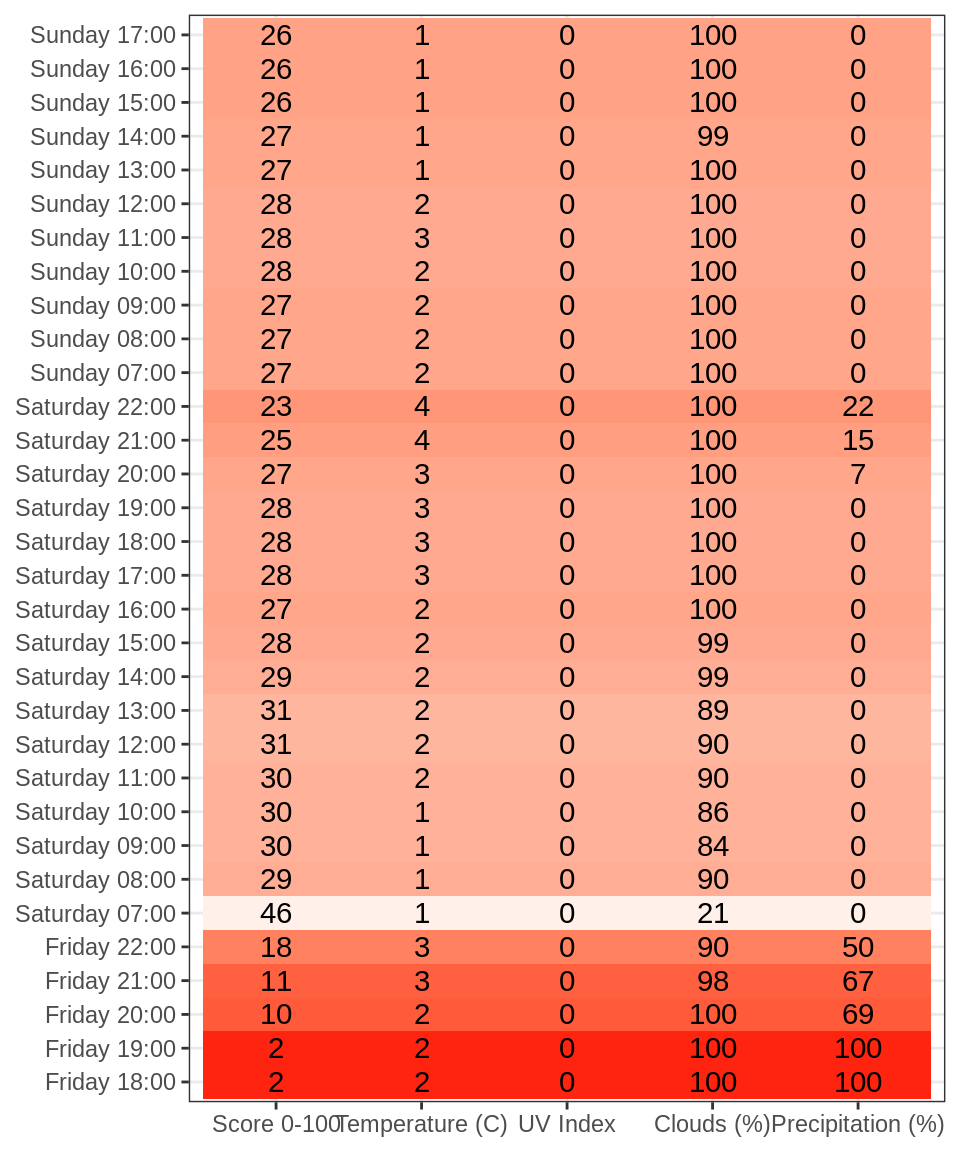 Sunday 17:00 26 1 0 100 0
Sunday 16:00 26 1 0 100 0
Sunday 15:00 26 1 0 100 0
Sunday 14:00 27 1 0 99 0
Sunday 13:00 27 1 0 100 0
Sunday 12:00 28 2 0 100 0
Sunday 11:00 28 3 0 100 0
Sunday 10:00 28 2 0 100 0
Sunday 09:00 27 2 0 100 0
Sunday 08:00 27 2 0 100 0
Sunday 07:00 27 2 0 100 0
Saturday 22:00 23 4 0 100 22
Saturday 21:00 25 4 0 100 15
Saturday 20:00 27 3 0 100 7
Saturday 19:00 28 3 0 100 0
Saturday 18:00 28 3 0 100 0
Saturday 17:00 28 3 0 100 0
Saturday 16:00 27 2 0 100 0
Saturday 15:00 28 2 0 99 0
Saturday 14:00 29 2 0 99 0
Saturday 13:00 31 2 0 89 0
Saturday 12:00 31 2 0 90 0
Saturday 11:00 30 2 0 90 0
Saturday 10:00 30 1 0 86 0
Saturday 09:00 30 1 0 84 0
Saturday 08:00 29 1 0 90 0
Saturday 07:00 46 1 0 21 0
Friday 22:00 18 3 0 90 50
Friday 21:00 11 3 0 98 67
Friday 20:00 10 2 0 100 69
Friday 19:00 2 2 0 100 100
Friday 18:00 2 2 0 100 100
Score 0-100 Temperature (C) UV Index Clouds (%) Precipitation (%)